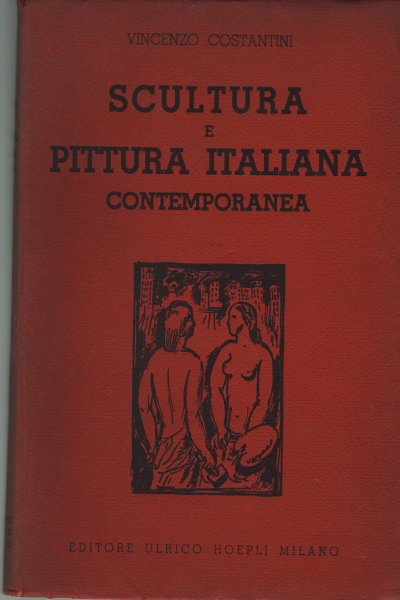 VINCENZO COSTANTINI
SCULTURA
E
PITTURA ITALIANA
CONTEMPORANEA
EDITORE ULRICO HOEPLI MILANO